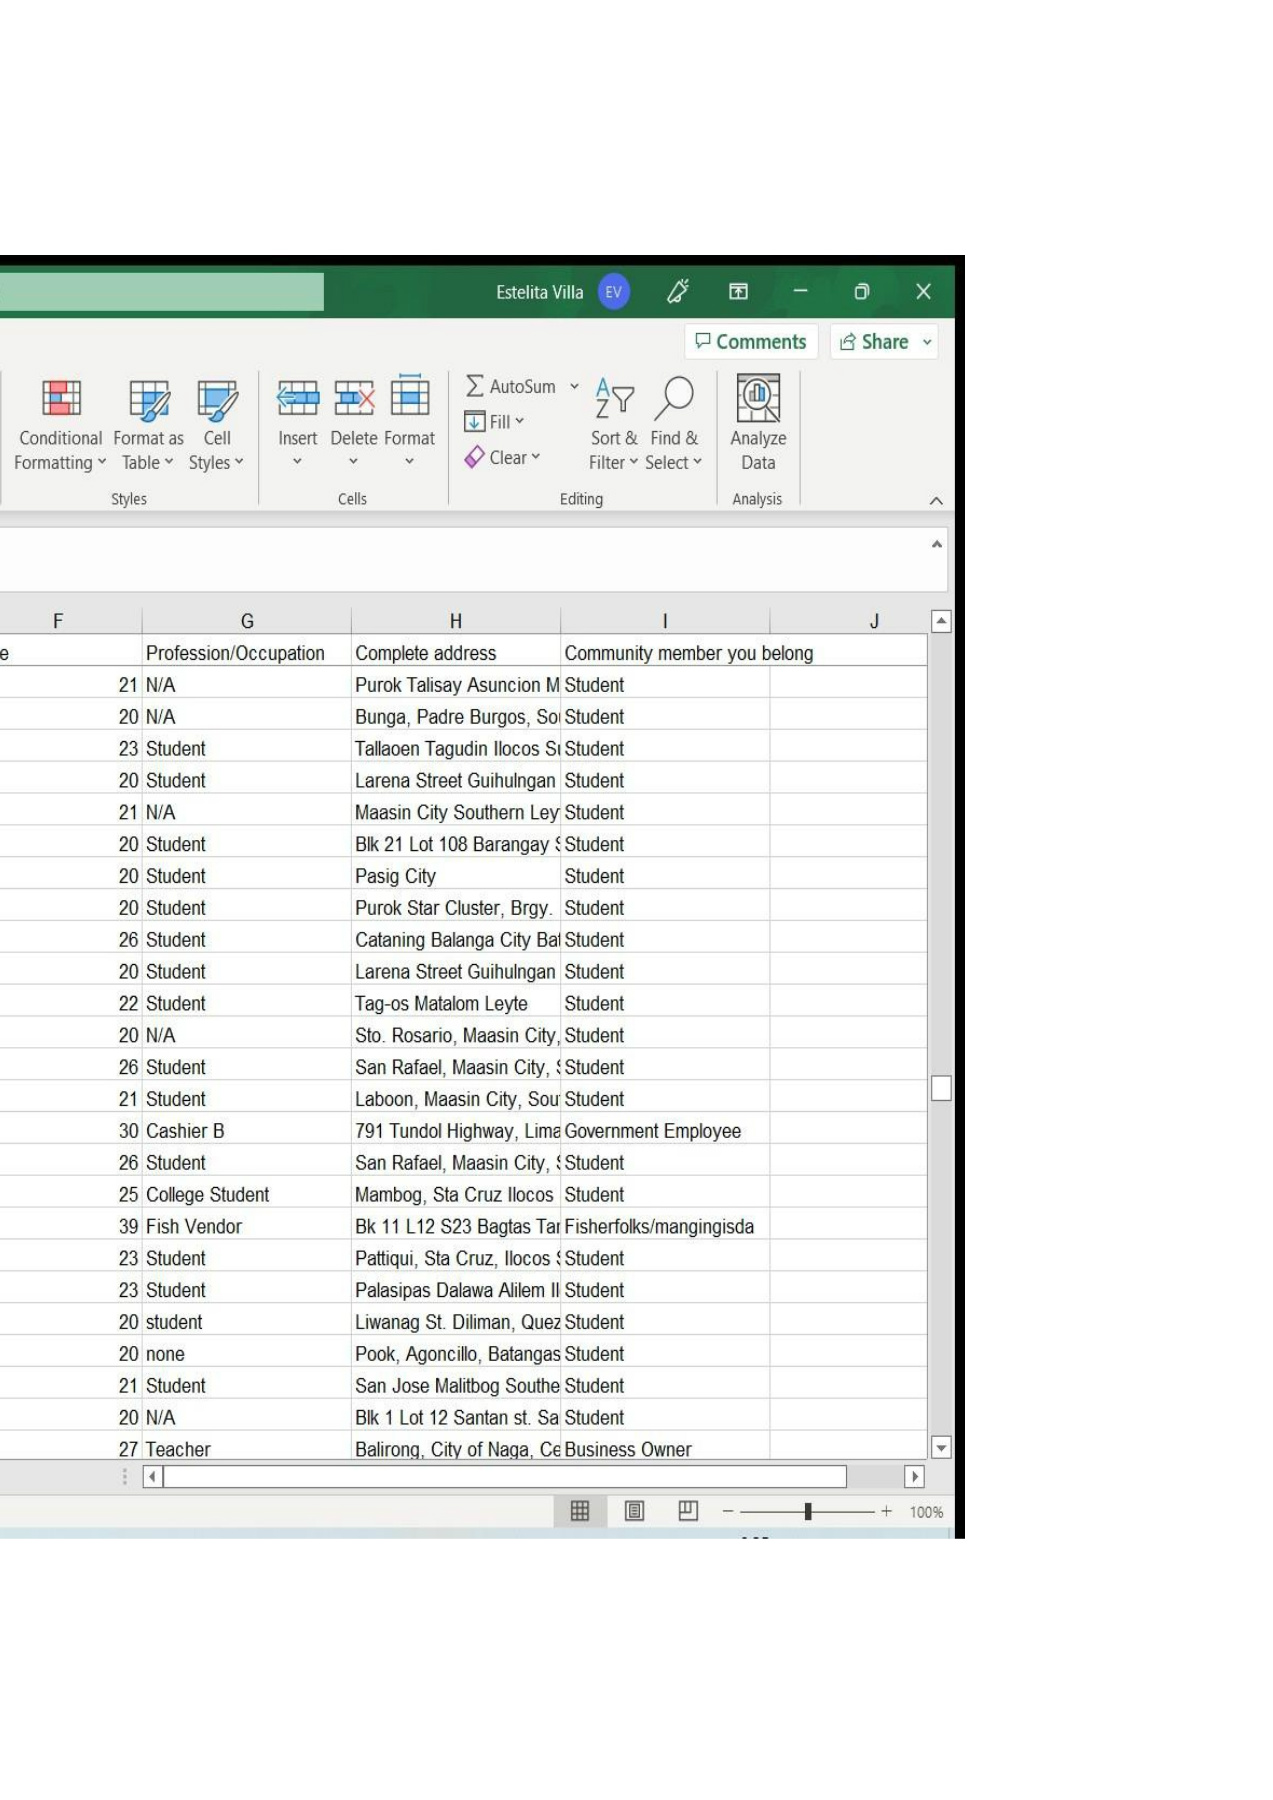 Estelita Villa EV
Comments Share
AutoSum
Fill
Clear
Conditional Formatting
Format as Table
Cell Styles
Insert Delete Format
Sort & Filter
Find & Select
Analyze Data
Styles Cells Editing Analysis
F G H I J
e Profession/Occupation Complete address Community member you belong
21 N/A Purok Talisay Asuncion M Student
20 N/A Bunga, Padre Burgos, Sou Student
23 Student Tallaoen Tagudin Ilocos Su Student
20 Student Larena Street Guihulngan Student
21 N/A Maasin City Southern Ley Student
20 Student Blk 21 Lot 108 Barangay S Student
20 Student Pasig City Student
20 Student Purok Star Cluster, Brgy. Student
26 Student Cataning Balanga City Bat Student
20 Student Larena Street Guihulngan Student
22 Student Tag-os Matalom Leyte Student
20 N/A Sto. Rosario, Maasin City, Student
26 Student San Rafael, Maasin City, S Student
21 Student Laboon, Maasin City, Sou Student
30 Cashier B 791 Tundol Highway, Lima Government Employee
26 Student San Rafael, Maasin City, S Student
25 College Student Mambog, Sta Cruz Ilocos Student
39 Fish Vendor Bk 11 L12 S23 Bagtas Tan Fisherfolks/mangingisda
23 Student Pattiqui, Sta Cruz, Ilocos S Student
23 Student Palasipas Dalawa Alilem Il Student
20 student Liwanag St. Diliman, Quez Student
20 none Pook, Agoncillo, Batangas Student
21 Student San Jose Malitbog Southe Student
20 N/A Blk 1 Lot 12 Santan st. Sa Student
27 Teacher Balirong, City of Naga, Ce Business Owner
100%